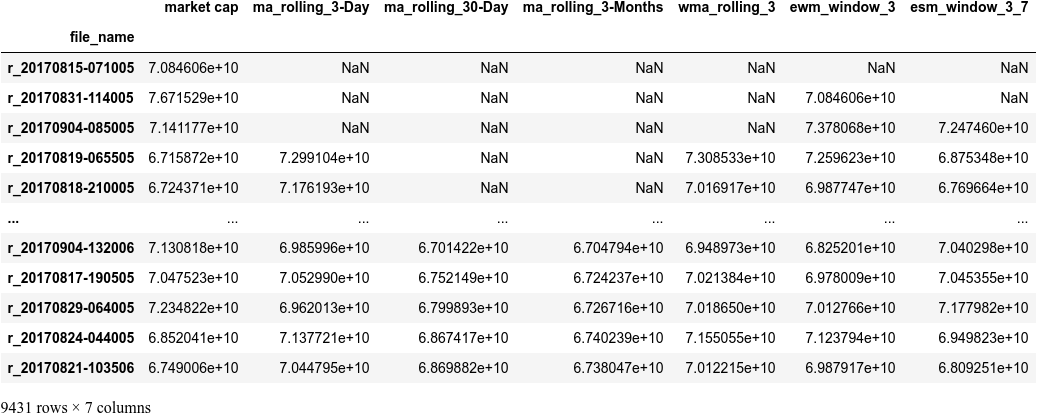 market cap ma_rolling_3-Day ma_rolling_30-Day ma_rolling_3-Months wma_rolling_3 ewm_window_3 esm_window_3_7
file_name
r_20170815-071005 7.084606e+10 NaN NaN NaN NaN NaN NaN
r_20170831-114005 7.671529e+10 NaN NaN NaN NaN 7.084606e+10 NaN
r_20170904-085005 7.141177e+10 NaN NaN NaN NaN 7.378068e+10 7.247460e+10
r_20170819-065505 6.715872e+10 7.299104e+10 NaN NaN 7.308533e+10 7.259623e+10 6.875348e+10
r_20170818-210005 6.724371e+10 7.176193e+10 NaN NaN 7.016917e+10 6.987747e+10 6.769664e+10
... ... ... ... ... ... ... ...
r_20170904-132006 7.130818e+10 6.985996e+10 6.701422e+10 6.704794e+10 6.948973e+10 6.825201e+10 7.040298e+10
r_20170817-190505 7.047523e+10 7.052990e+10 6.752149e+10 6.724237e+10 7.021384e+10 6.978009e+10 7.045355e+10
r_20170829-064005 7.234822e+10 6.962013e+10 6.799893e+10 6.726716e+10 7.018650e+10 7.012766e+10 7.177982e+10
r_20170824-044005 6.852041e+10 7.137721e+10 6.867417e+10 6.740239e+10 7.155055e+10 7.123794e+10 6.949823e+10
r_20170821-103506 6.749006e+10 7.044795e+10 6.869882e+10 6.738047e+10 7.012215e+10 6.987917e+10 6.809251e+10
9431 rows × 7 columns